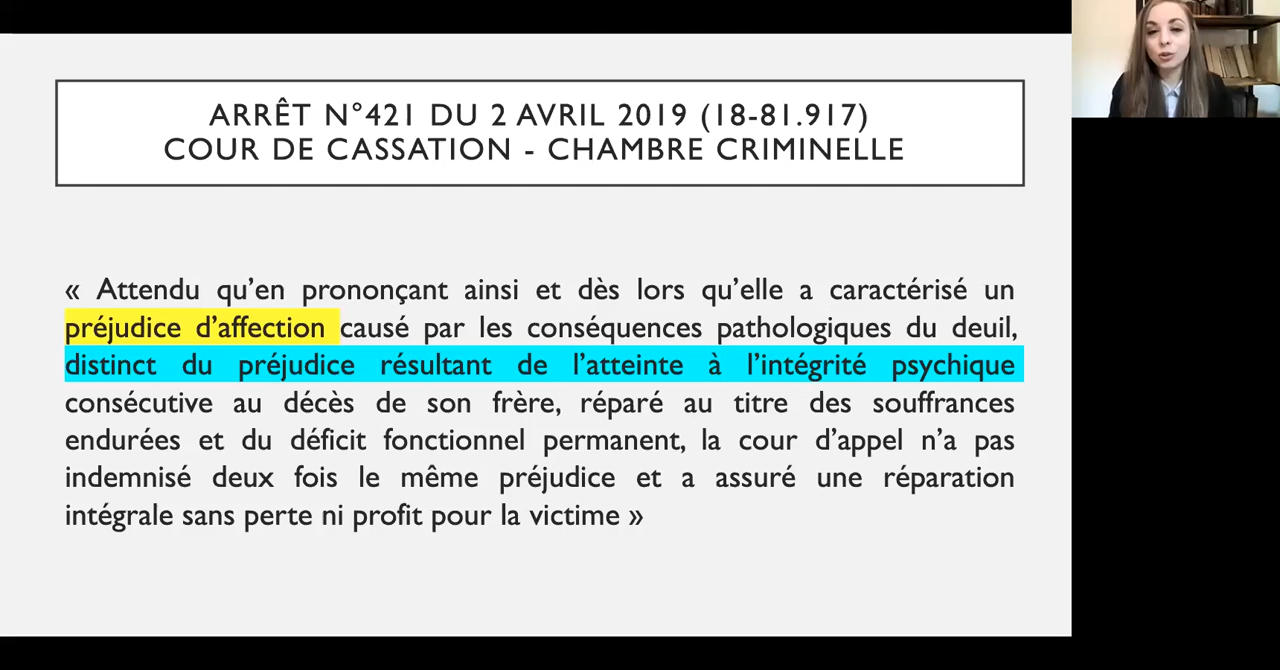 ARRÊT N°421 DU 2 AVRIL 2019 (18-81.917)
COUR DE CASSATION - CHAMBRE CRIMINELLE
« Attendu qu’en prononçant ainsi et dès lors qu’elle a caractérisé un
préjudice d’affection causé par les conséquences pathologiques du deuil,
distinct du préjudice résultant de l’atteinte à l’intégrité psychique
consécutive au décès de son frère, réparé au titre des souffrances
endurées et du déficit fonctionnel permanent, la cour d’appel n’a pas
indemnisé deux fois le même préjudice et a assuré une réparation
intégrale sans perte ni profit pour la victime »